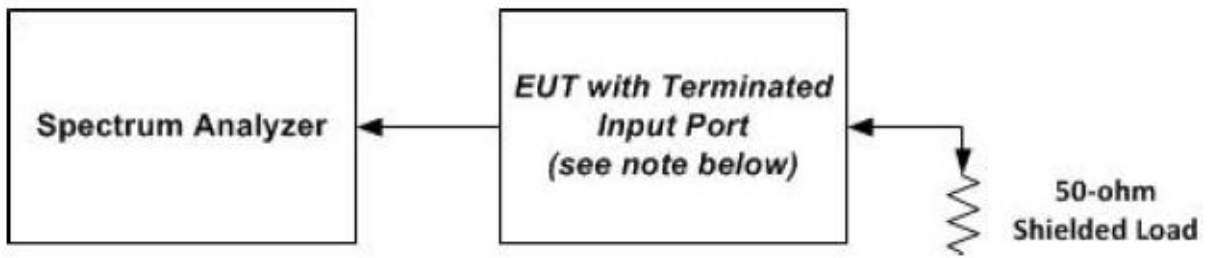 Spectrum Analyzer
EUT with Terminated
Input Port
(see note below)
50-ohm
Shielded Load